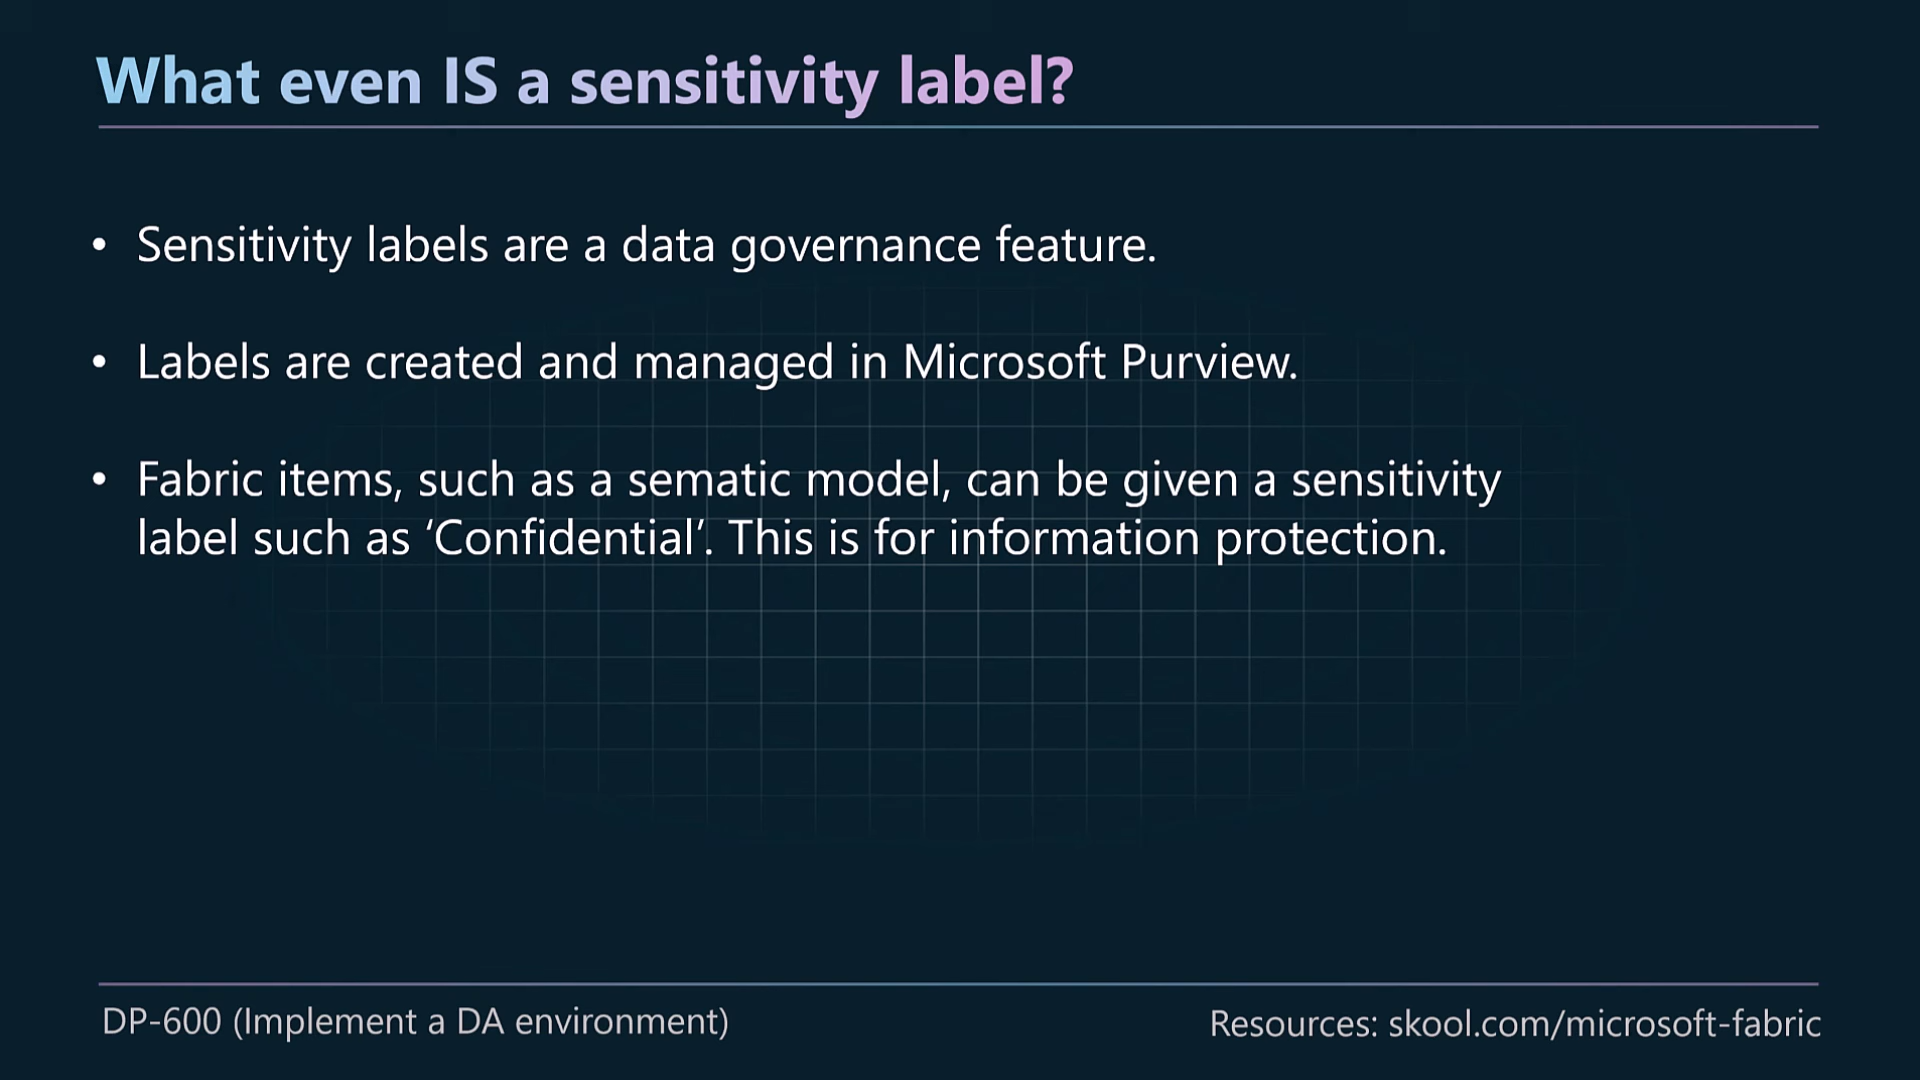 What even IS a sensitivity label?
• Sensitivity labels are a data governance feature.
• Labels are created and managed in Microsoft Purview.
• Fabric items, such as a sematic model, can be given a sensitivity
label such as ‘Confidential’. This is for information protection.
DP-600 (Implement a DA environment)
Resources: skool.com/microsoft-fabric